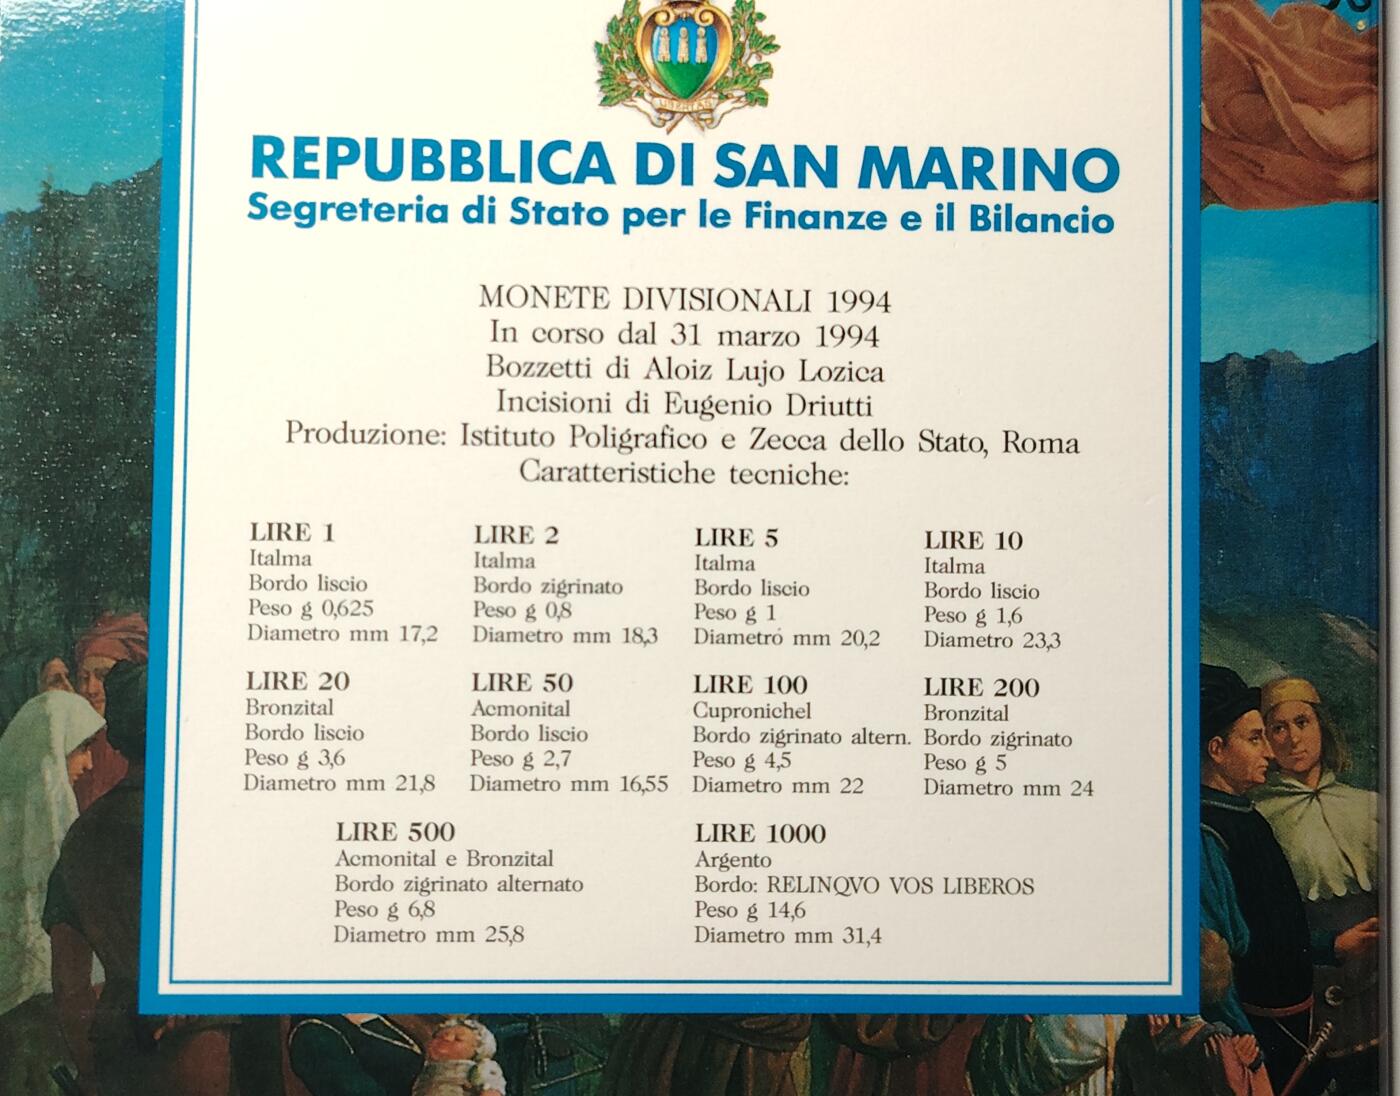 LIBERTAS
REPUBBLICA DI SAN MARINO
Segreteria di Stato per le Finanze e il Bilancio
MONETE DIVISIONALI 1994
In corso dal 31 marzo 1994
Bozzetti di Aloiz Lujo Lozica
Incisioni di Eugenio Driutti
Produzione: Istituto Poligrafico e Zecca dello Stato, Roma
Caratteristiche tecniche:
LIRE 1
Italma
Bordo liscio
Peso g 0,625
Diametro mm 17,2
LIRE 2
Italma
Bordo zigrinato
Peso g 0,8
Diametro mm 18,3
LIRE 5
Italma
Bordo liscio
Peso g 1
Diametro mm 20,2
LIRE 10
Italma
Bordo liscio
Peso g 1,6
Diametro 23,3
LIRE 20
Bronzital
Bordo liscio
Peso g 3,6
Diametro mm 21,8
LIRE 50
Acmonital
Bordo liscio
Peso g 2,7
Diametro mm 16,55
LIRE 100
Cupronichel
Bordo zigrinato altern.
Peso g 4,5
Diametro mm 22
LIRE 200
Bronzital
Bordo zigrinato
Peso g 5
Diametro mm 24
LIRE 500
Acmonital e Bronzital
Bordo zigrinato alternato
Peso g 6,8
Diametro mm 25,8
LIRE 1000
Argento
Bordo: RELINQVO VOS LIBEROS
Peso g 14,6
Diametro mm 31,4